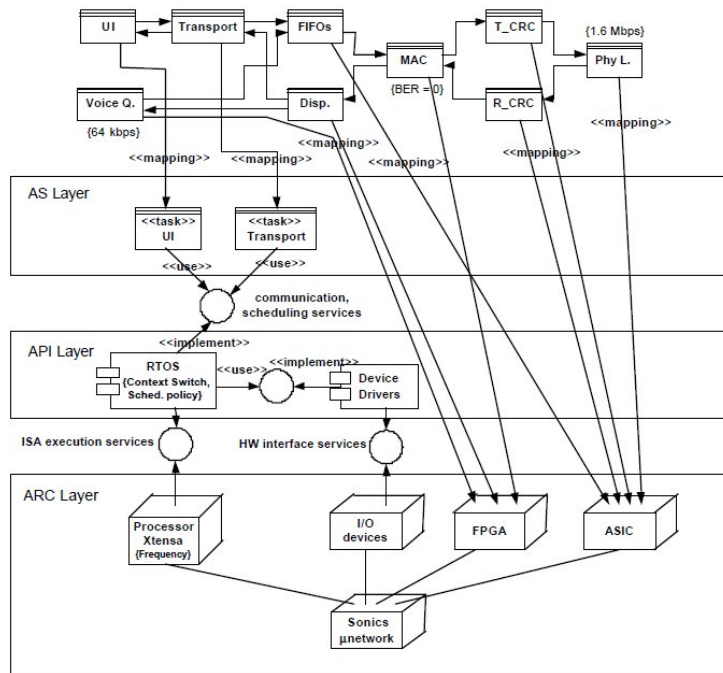 UI
Transport
FIFOs
T_CRC
{1.6 Mbps}
MAC
Phy L.
{BER = 0}
Voice Q.
Disp.
R_CRC
{64 kbps}
<<mapping>>
<<mapping>>
<<mapping>>
<<mapping>>
<<mapping>>
AS Layer
<<task>>
UI
<<task>>
Transport
<<use>>
<<use>>
communication,
scheduling services
API Layer
<<implement>>
RTOS
{Context Switch,
Sched. policy}
<<use>>
<<implement>>
Device
Drivers
ISA execution services
HW interface services
ARC Layer
Processor
Xtensa
{Frequency}
I/O
devices
FPGA
ASIC
Sonics
μnetwork